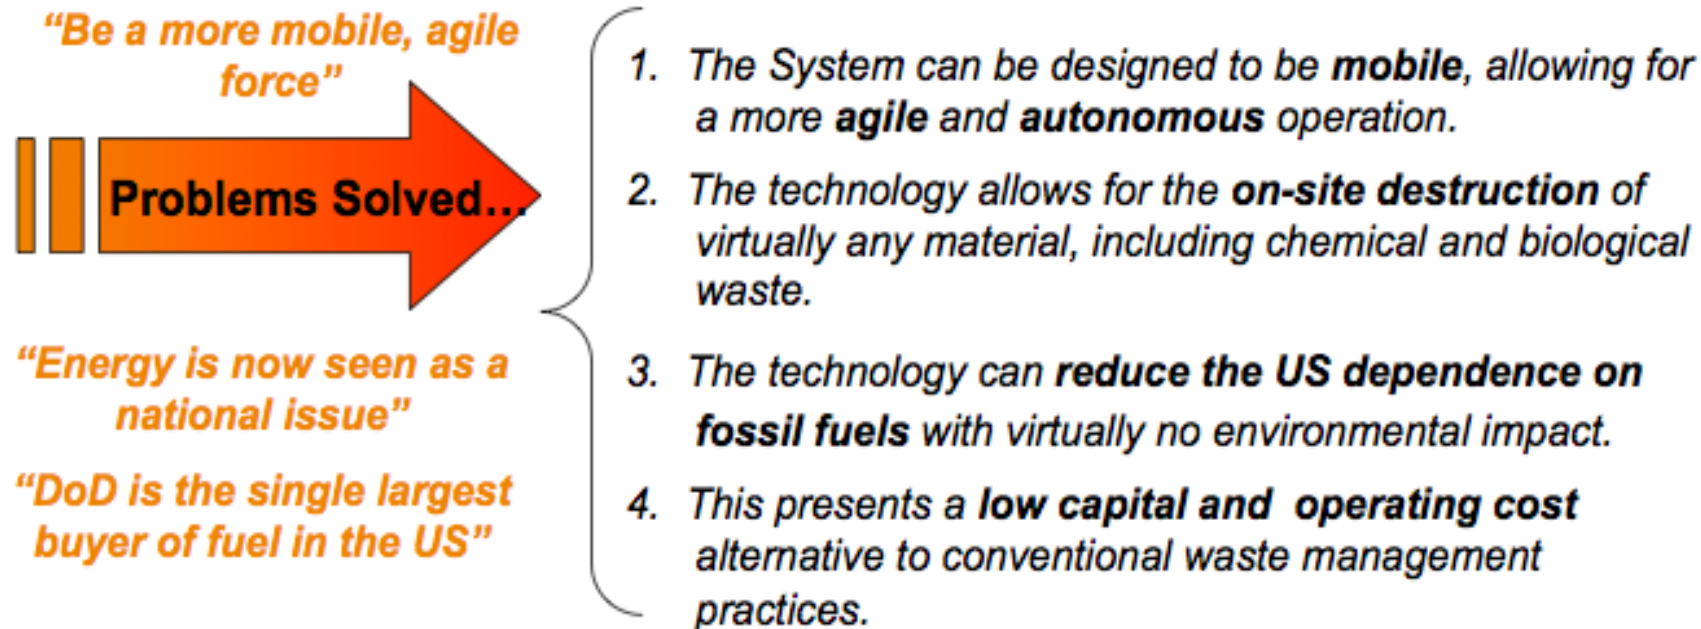 “Be a more mobile, agile
force”
Problems Solved...
“Energy is now seen as a
national issue”
“DoD is the single largest
buyer of fuel in the US”
1. The System can be designed to be mobile, allowing for
a more agile and autonomous operation.
2. The technology allows for the on-site destruction of
virtually any material, including chemical and biological
waste.
3. The technology can reduce the US dependence on
fossil fuels with virtually no environmental impact.
4. This presents a low capital and operating cost
alternative to conventional waste management
practices.